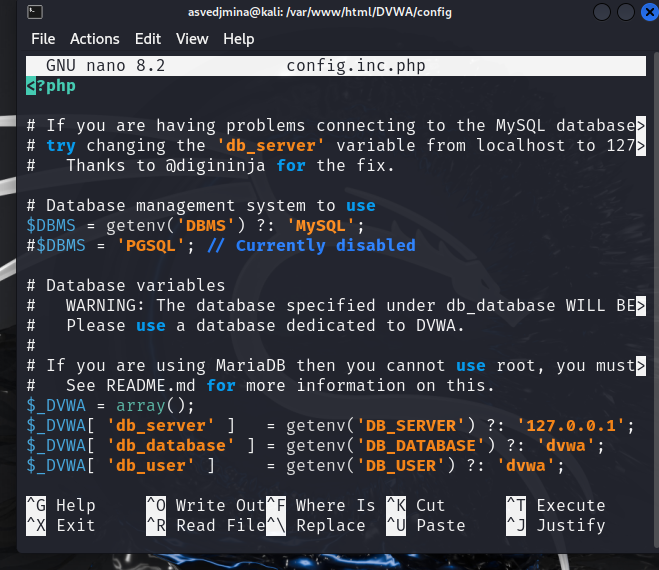 asvedjmina@kali: /var/www/html/DVWA/config
File Actions Edit View Help
GNU nano 8.2 config.inc.php
<?php
# If you are having problems connecting to the MySQL database>
# try changing the 'db_server' variable from localhost to 127>
#   Thanks to @digininja for the fix.
# Database management system to use
$DBMS = getenv('DBMS') ?: 'MySQL';
#$DBMS = 'PGSQL'; // Currently disabled
# Database variables
#   WARNING: The database specified under db_database WILL BE>
#   Please use a database dedicated to DVWA.
#
# If you are using MariaDB then you cannot use root, you must>
#   See README.md for more information on this.
$_DVWA = array();
$_DVWA[ 'db_server' ]   = getenv('DB_SERVER') ?: '127.0.0.1';
$_DVWA[ 'db_database' ] = getenv('DB_DATABASE') ?: 'dvwa';
$_DVWA[ 'db_user' ]     = getenv('DB_USER') ?: 'dvwa';
^G Help ^O Write Out ^F Where Is ^K Cut ^T Execute
^X Exit ^R Read File ^\ Replace ^U Paste ^J Justify